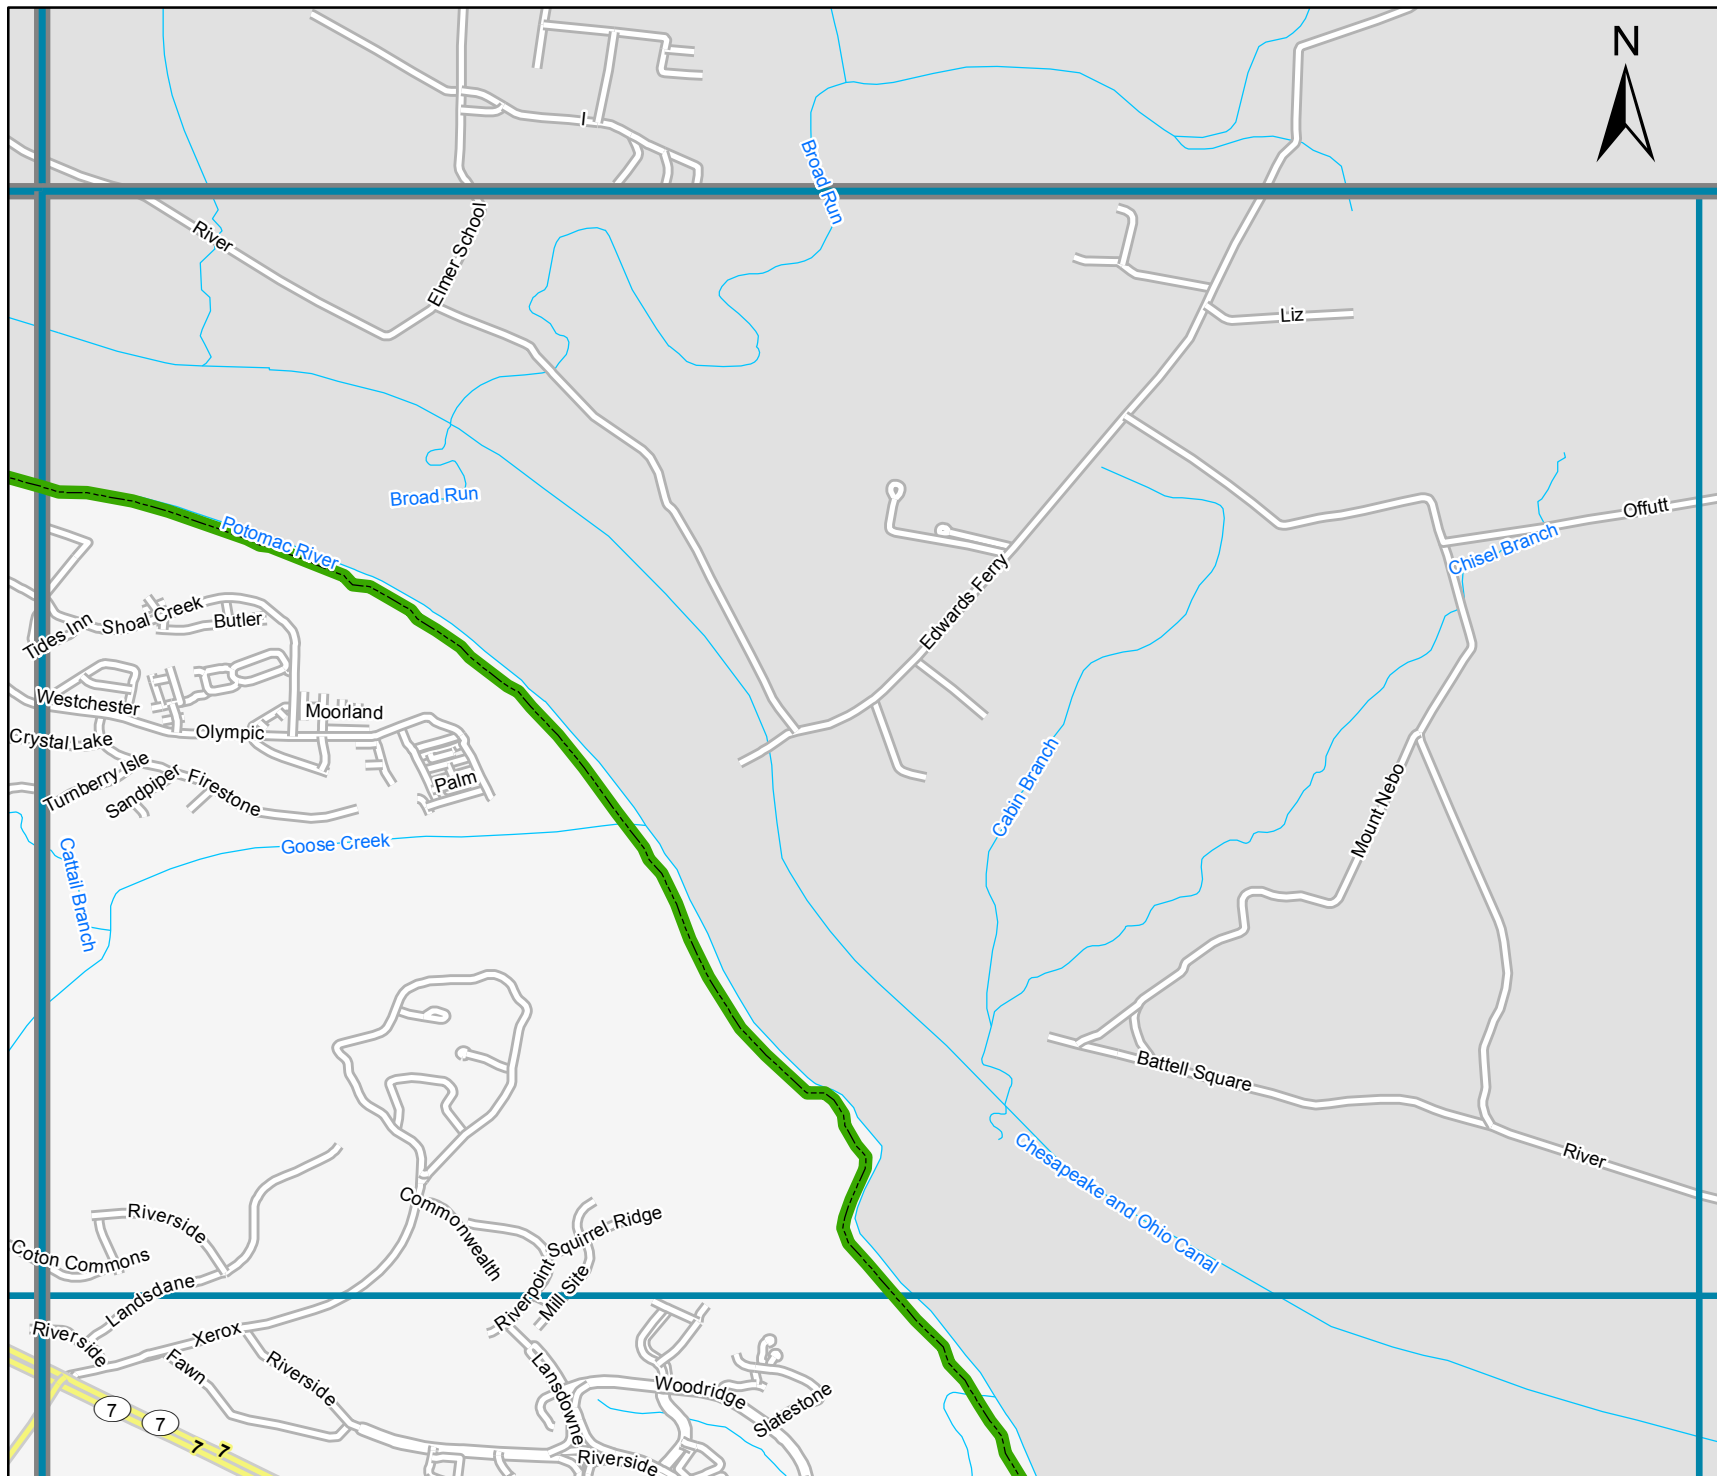 N
I
Broad Run
River
Elmer School
Liz
Broad Run
Offutt
Potomac River
Chisel Branch
Edwards Ferry
Shoal Creek
Butler
Tides Inn
Westchester
Moorland
Olympic
Crystal Lake
Turnberry Isle
Sandpiper
Firestone
Palm
Cabin Branch
Mount Nebo
Goose Creek
Cattail Branch
Battell Square
River
Chesapeake and Ohio Canal
Commonwealth
Riverside
Squirrel Ridge
Coton Commons
Riverpoint
Mill Site
Landsdane
Riverside
Xerox
Fawn
Riverside
Lansdowne
Woodridge
Slatestone
7
7
7
7
Riverside